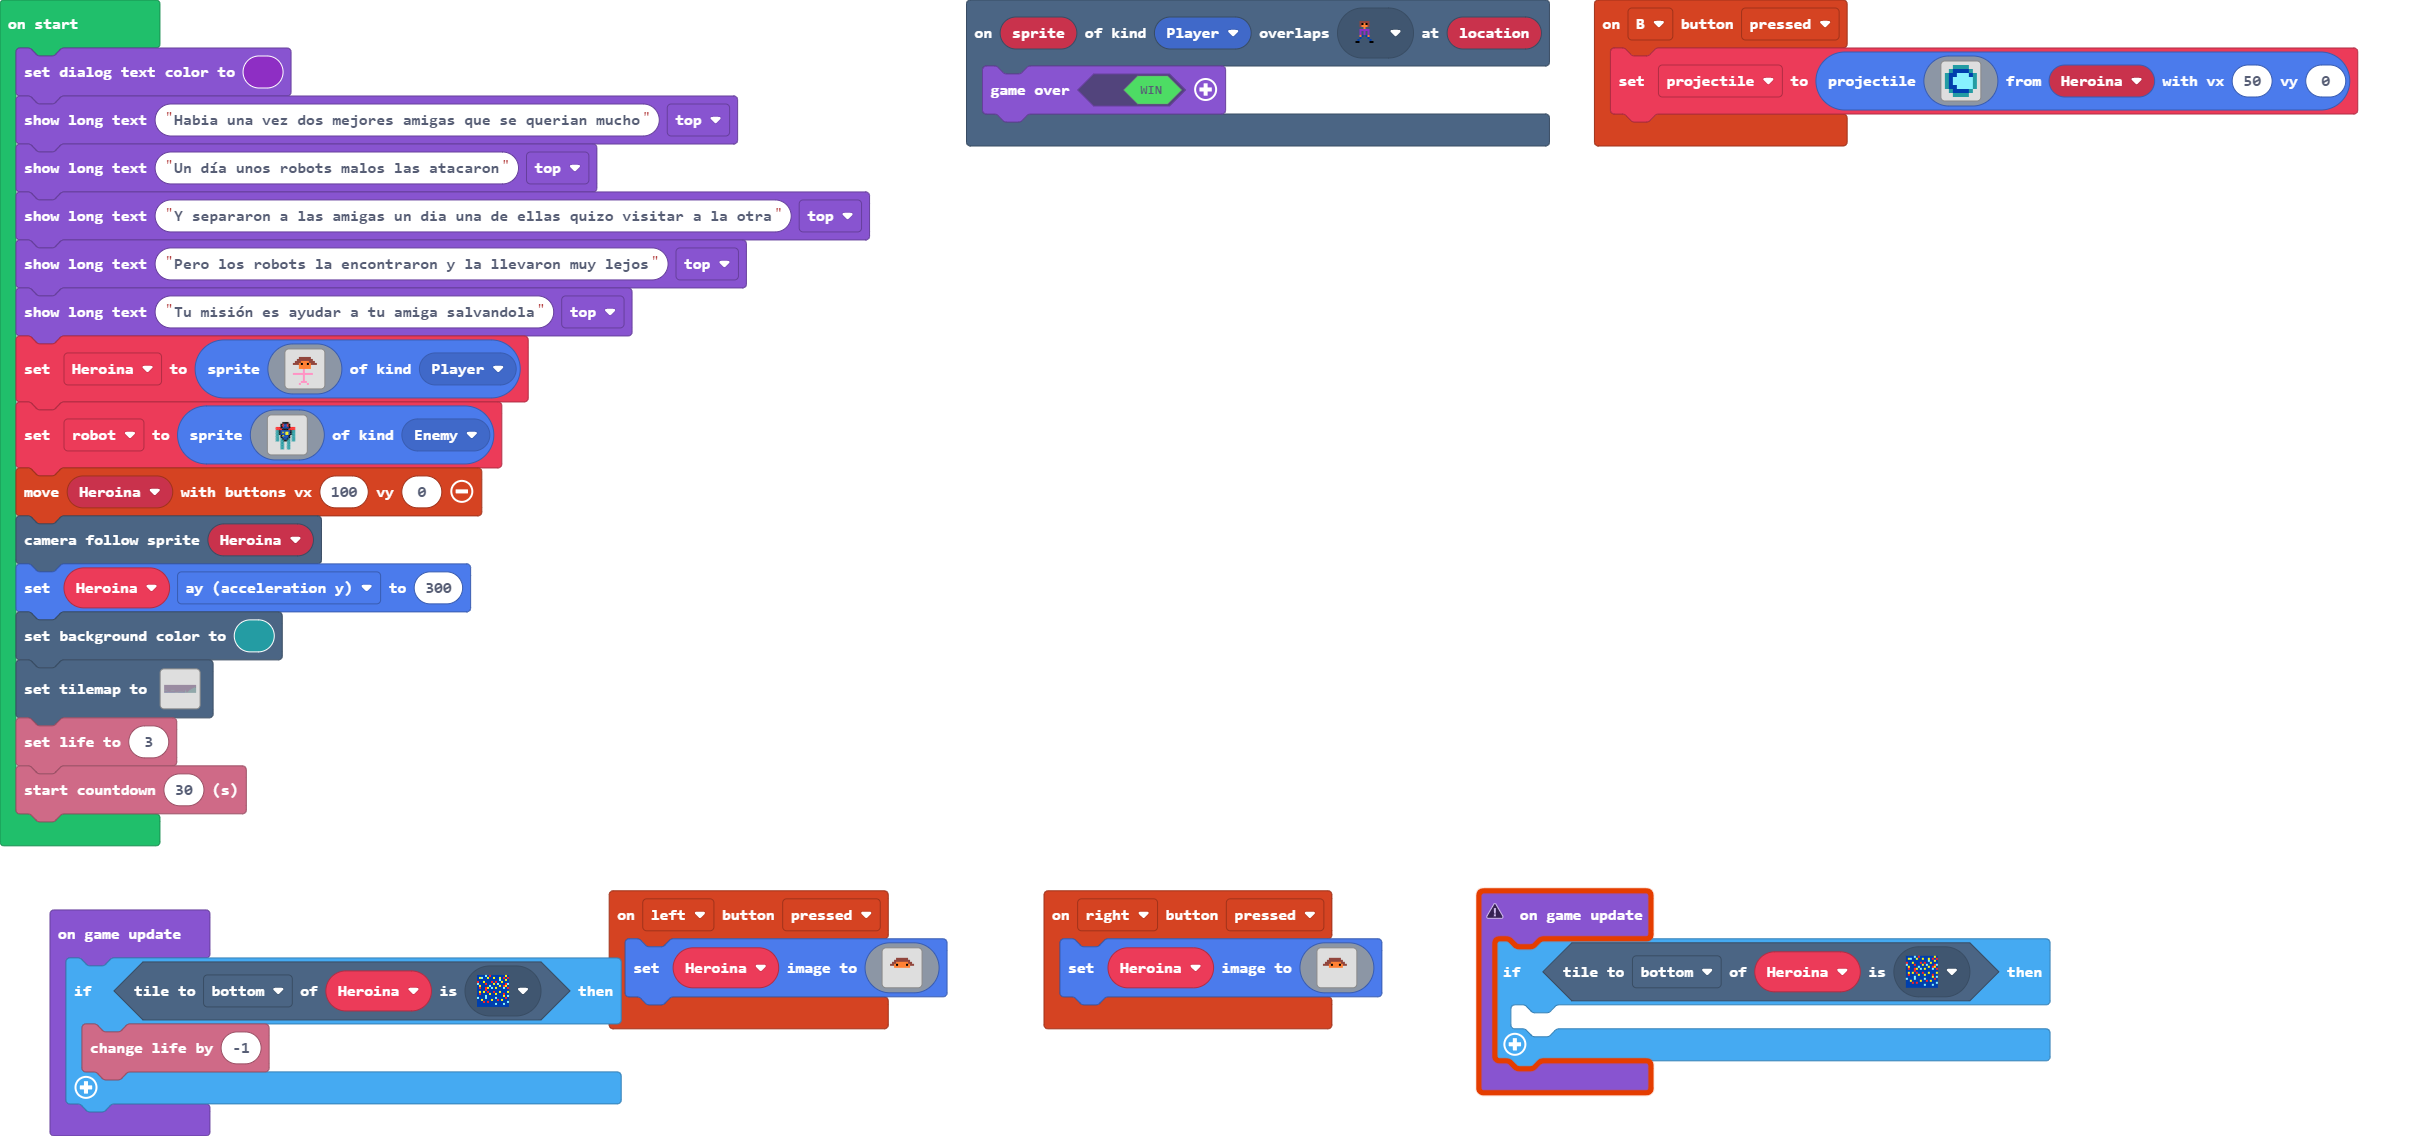 on start
set dialog text color to
show long text "Habia una vez dos mejores amigas que se querian mucho" top
show long text "Un día unos robots malos las atacaron" top
show long text "Y separaron a las amigas un dia una de ellas quizo visitar a la otra" top
show long text "Pero los robots la encontraron y la llevaron muy lejos" top
show long text "Tu misión es ayudar a tu amiga salvandola" top
set Heroina to sprite of kind Player
set robot to sprite of kind Enemy
move Heroina with buttons vx 100 vy 0
camera follow sprite Heroina
set Heroina ay (acceleration y) to 300
set background color to
set tilemap to
set life to 3
start countdown 30 (s)
on sprite of kind Player overlaps at location
game over WIN
on B button pressed
set projectile to projectile from Heroina with vx 50 vy 0
on game update
if tile to bottom of Heroina is then
change life by -1
on left button pressed
set Heroina image to
on right button pressed
set Heroina image to
on game update
if tile to bottom of Heroina is then